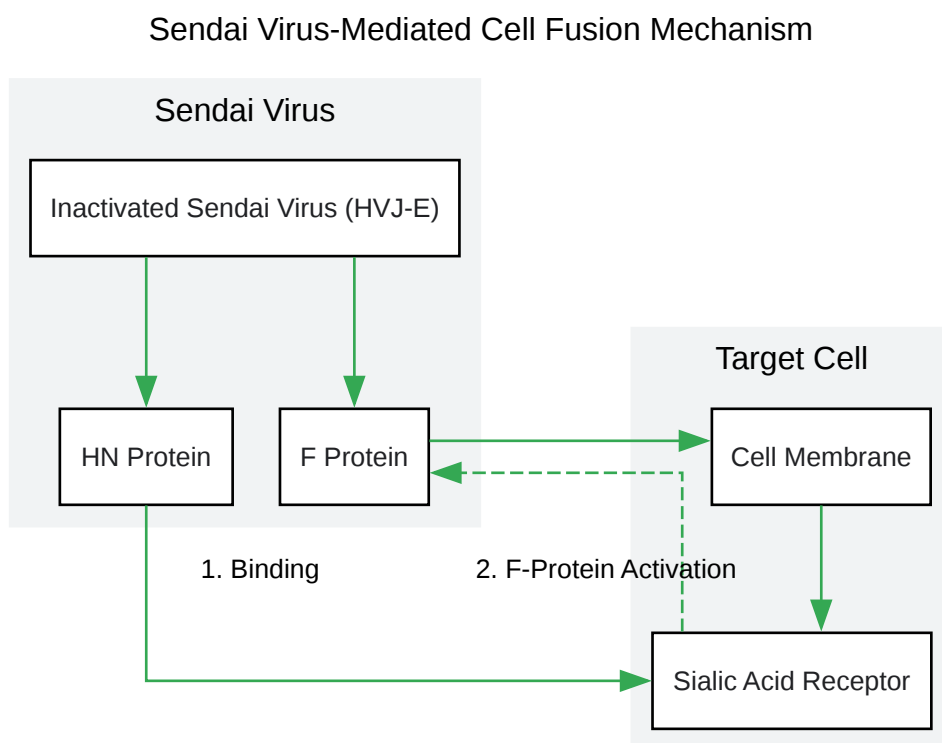 Sendai Virus-Mediated Cell Fusion Mechanism
Sendai Virus
Inactivated Sendai Virus (HVJ-E)
Target Cell
HN Protein
F Protein
Cell Membrane
1. Binding
2. F-Protein Activation
Sialic Acid Receptor